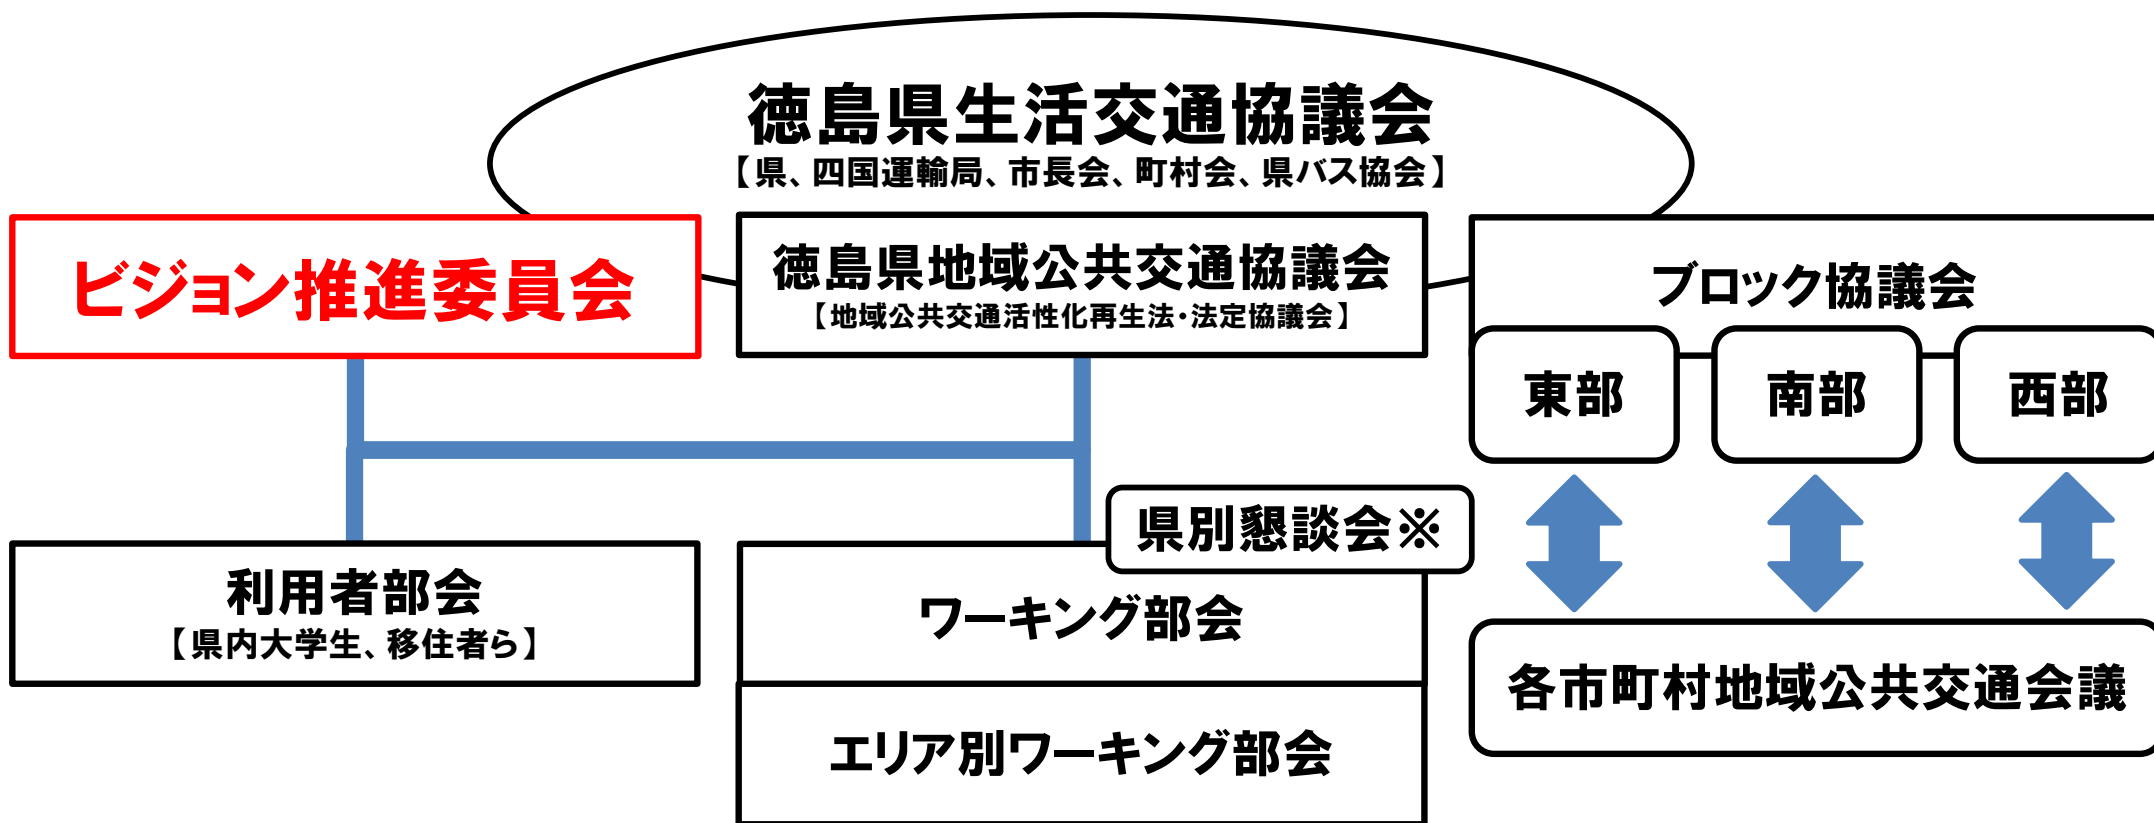 徳島県生活交通協議会
【県、四国運輸局、市長会、町村会、県バス協会】
ビジョン推進委員会
徳島県地域公共交通協議会
【地域公共交通活性化再生法・法定協議会】
ブロック協議会
東部
南部
西部
県別懇談会※
利用者部会
【県内大学生、移住者ら】
ワーキング部会
エリア別ワーキング部会
各市町村地域公共交通会議